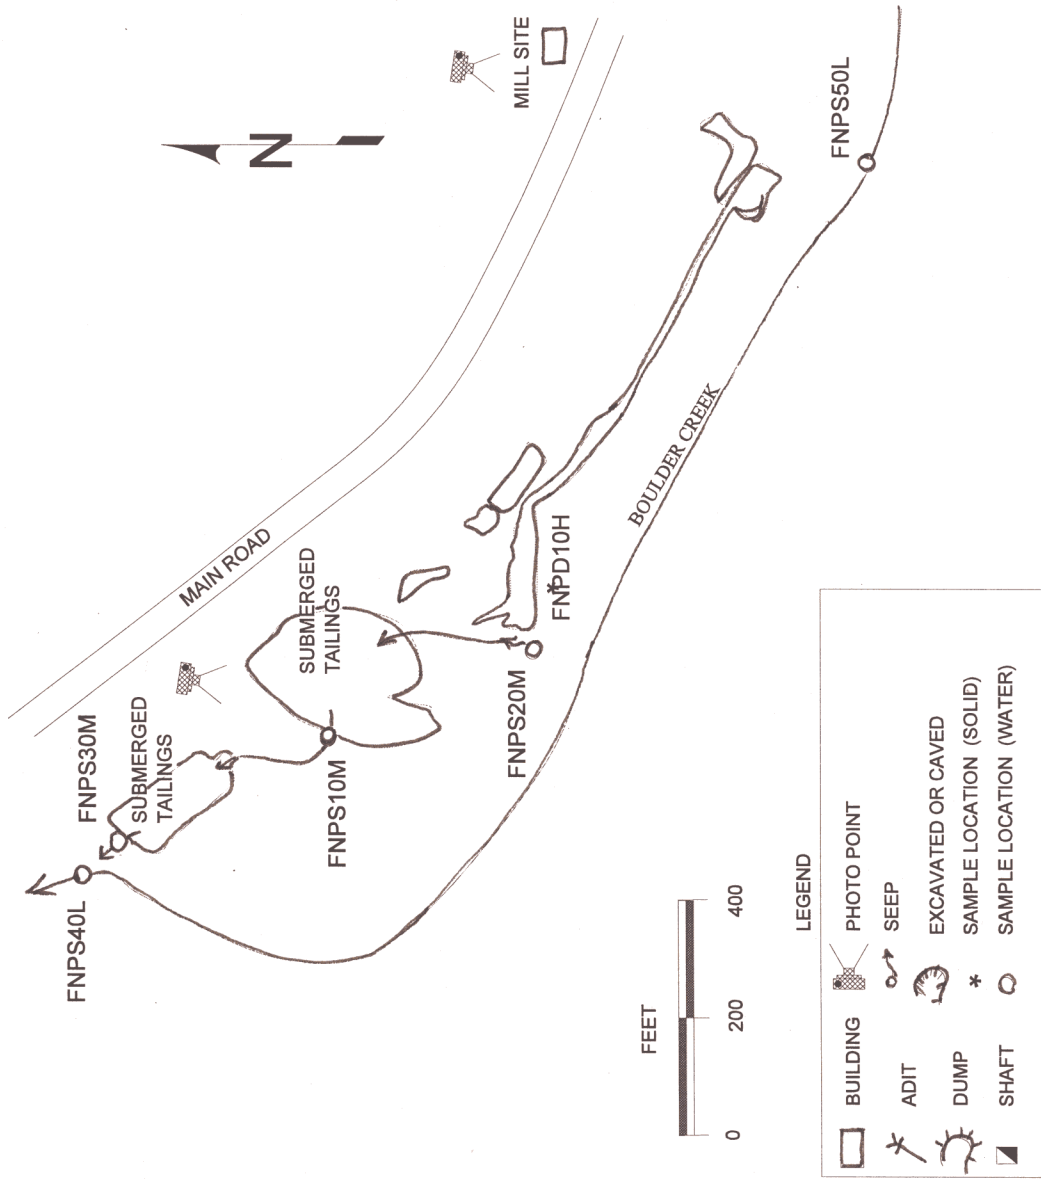 MILL SITE
N
FNPS50L
MAIN ROAD
BOULDER CREEK
SUBMERGED
TAILINGS
FNPD10H
*
FNPS20M
FNPS30M
SUBMERGED
TAILINGS
FNPS10M
FNPS40L
FEET
0 200 400
LEGEND
BUILDING
PHOTO POINT
ADIT
SEEP
DUMP
EXCAVATED OR CAVED
* SAMPLE LOCATION (SOLID)
SHAFT
SAMPLE LOCATION (WATER)